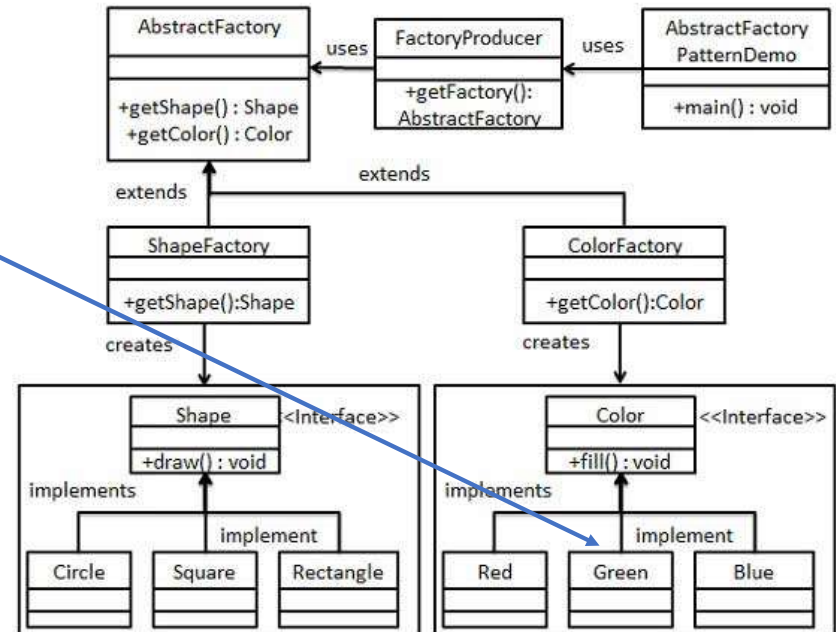 AbstractFactory
+getShape() : Shape
+getColor() : Color
uses
FactoryProducer
+getFactory():
AbstractFactory
uses
AbstractFactory
PatternDemo
+main() : void
extends
extends
ShapeFactory
+getShape():Shape
ColorFactory
+getColor():Color
creates
creates
Shape
<<Interface>>
+draw() : void
implements
implement
Circle
Square
Rectangle
Color
<<Interface>>
+fill() : void
implements
implement
Red
Green
Blue